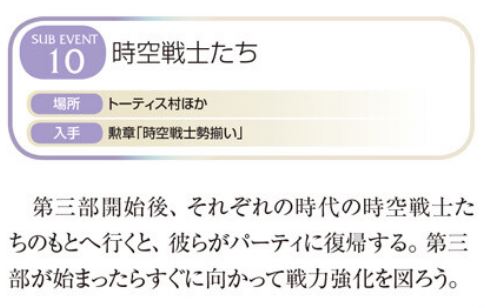 SUB EVENT
10
時空戦士たち
場所 トーティス村ほか
入手 勲章「時空戦士勢揃い」
第三部開始後、それぞれの時代の時空戦士た
ちのもとへ行くと、彼らがパーティに復帰する。第三
部が始まったらすぐに向かって戦力強化を図ろう。